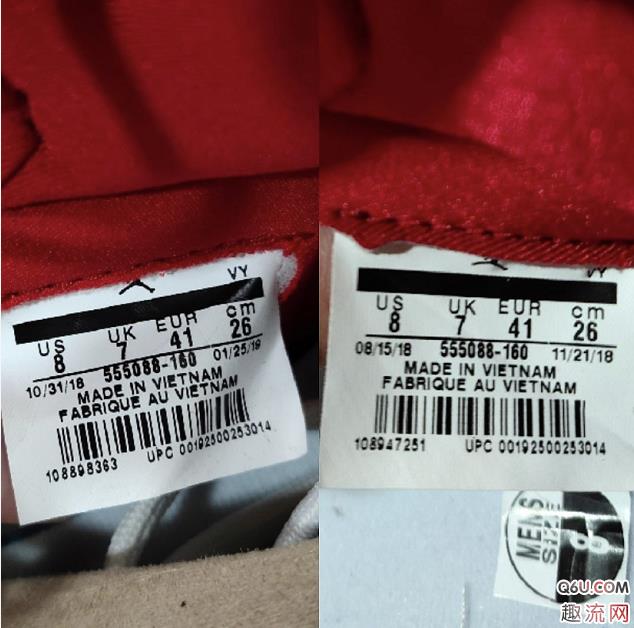 VY
US UK EUR cm
8 7 41 26
10/31/18 555088-160 01/25/19
MADE IN VIETNAM
FABRIQUE AU VIETNAM
108898363 UPC 00192500253014
VY
US UK EUR cm
8 7 41 26
08/15/18 555088-160 11/21/18
MADE IN VIETNAM
FABRIQUE AU VIETNAM
108947251 UPC 00192500253014
MENS
SIZE
8
Q6U.COM
趣流网